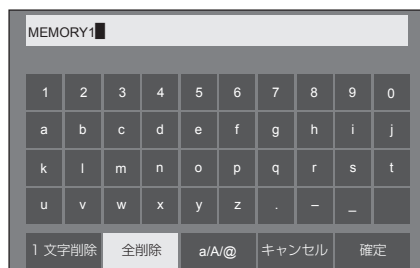 MEMORY1
1 2 3 4 5 6 7 8 9 0
a b c d e f g h i j
k l m n o p q r s t
u v w x y z . – _
1文字削除 全削除 a/A/@ キャンセル 確定